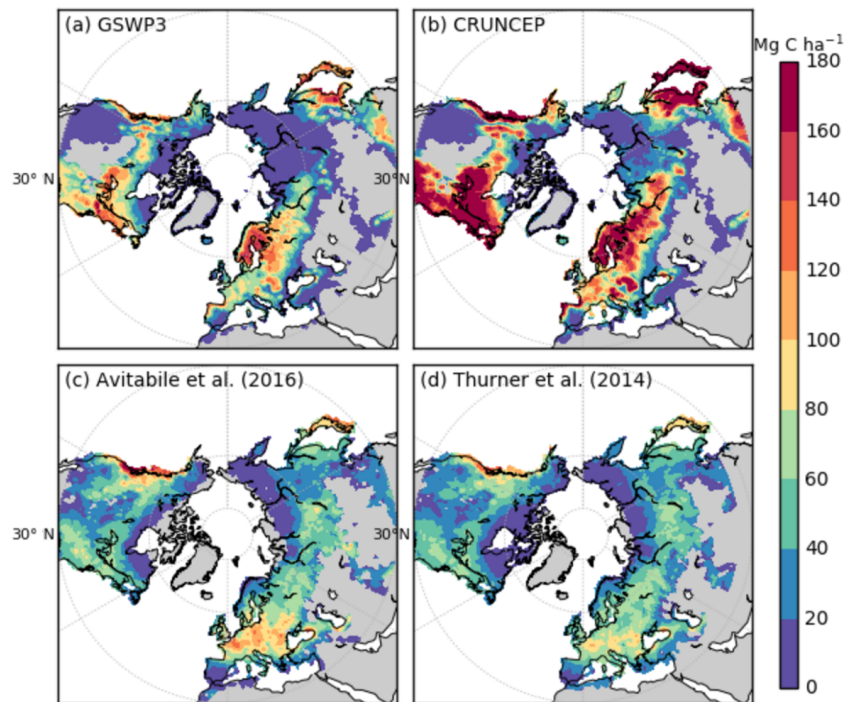 (a) GSWP3
(b) CRUNCEP
Mg C ha⁻¹
180
160
140
30° N
30° N
120
100
(c) Avitabile et al. (2016)
(d) Thurner et al. (2014)
80
60
40
30° N
30°N
20
0